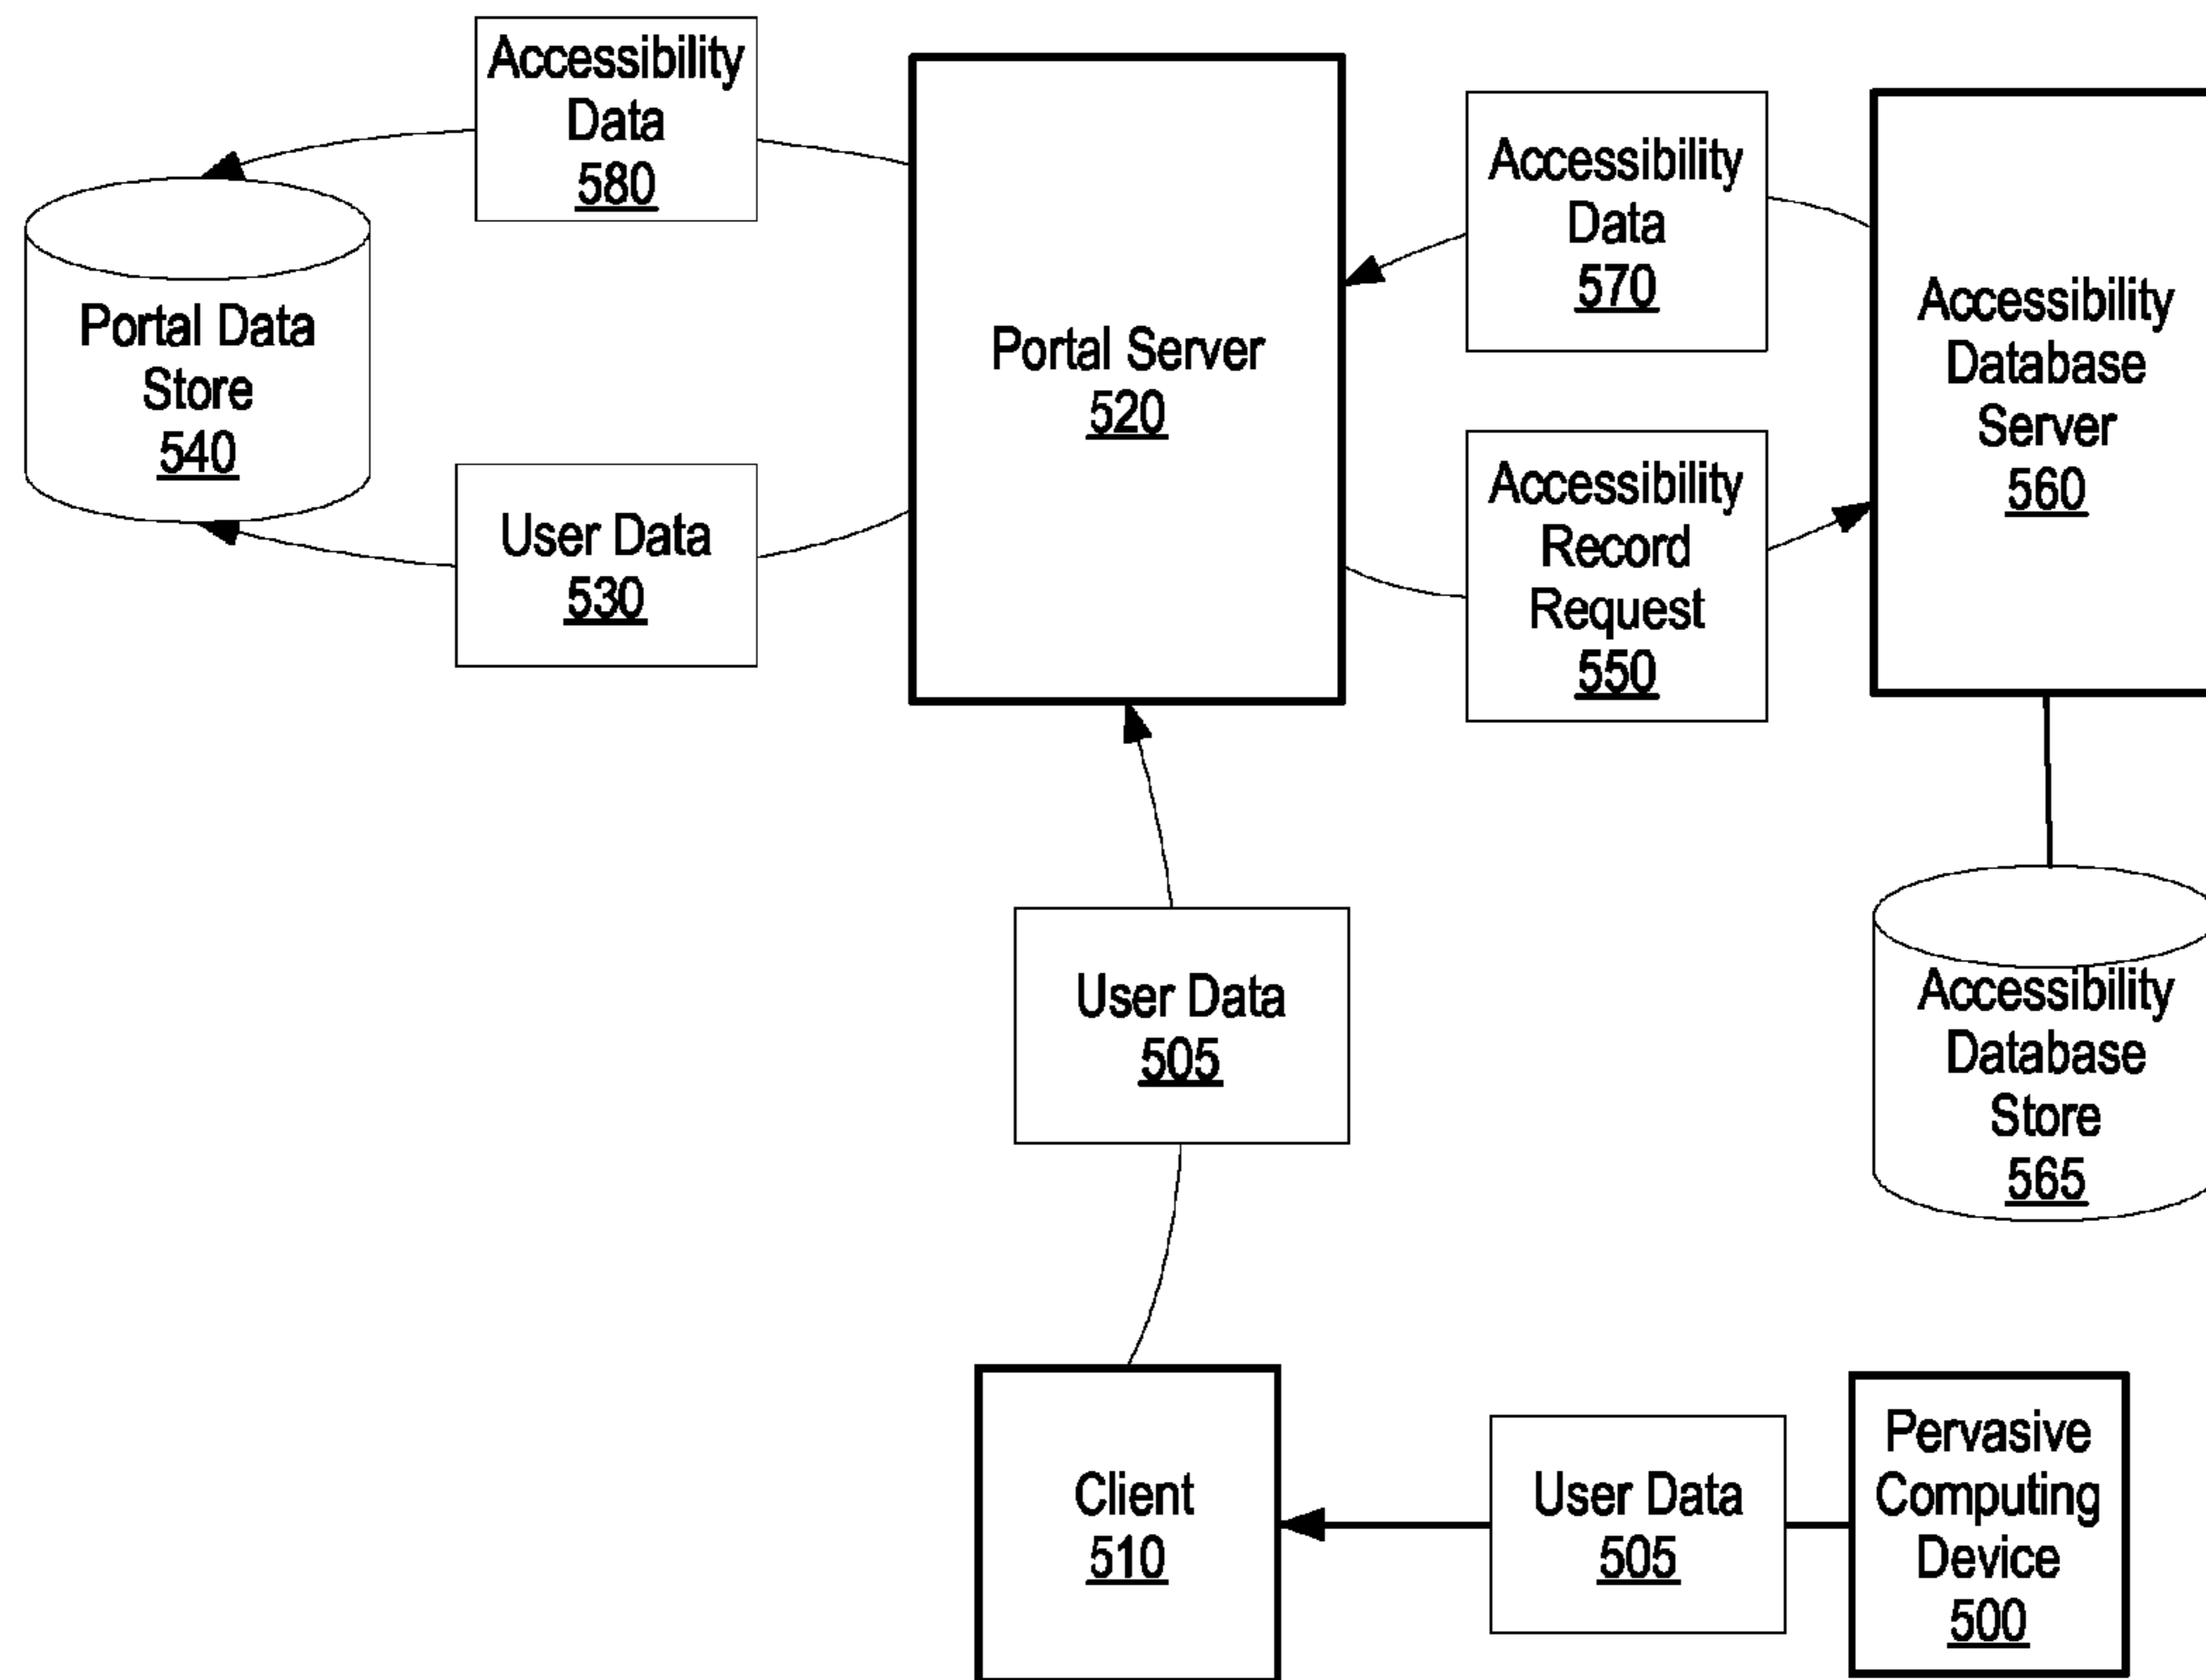 Accessibility
Data
580
Portal Data
Store
540
User Data
530
Portal Server
520
Accessibility
Data
570
Accessibility
Record
Request
550
Accessibility
Database
Server
560
User Data
505
Accessibility
Database
Store
565
Client
510
User Data
505
Pervasive
Computing
Device
500